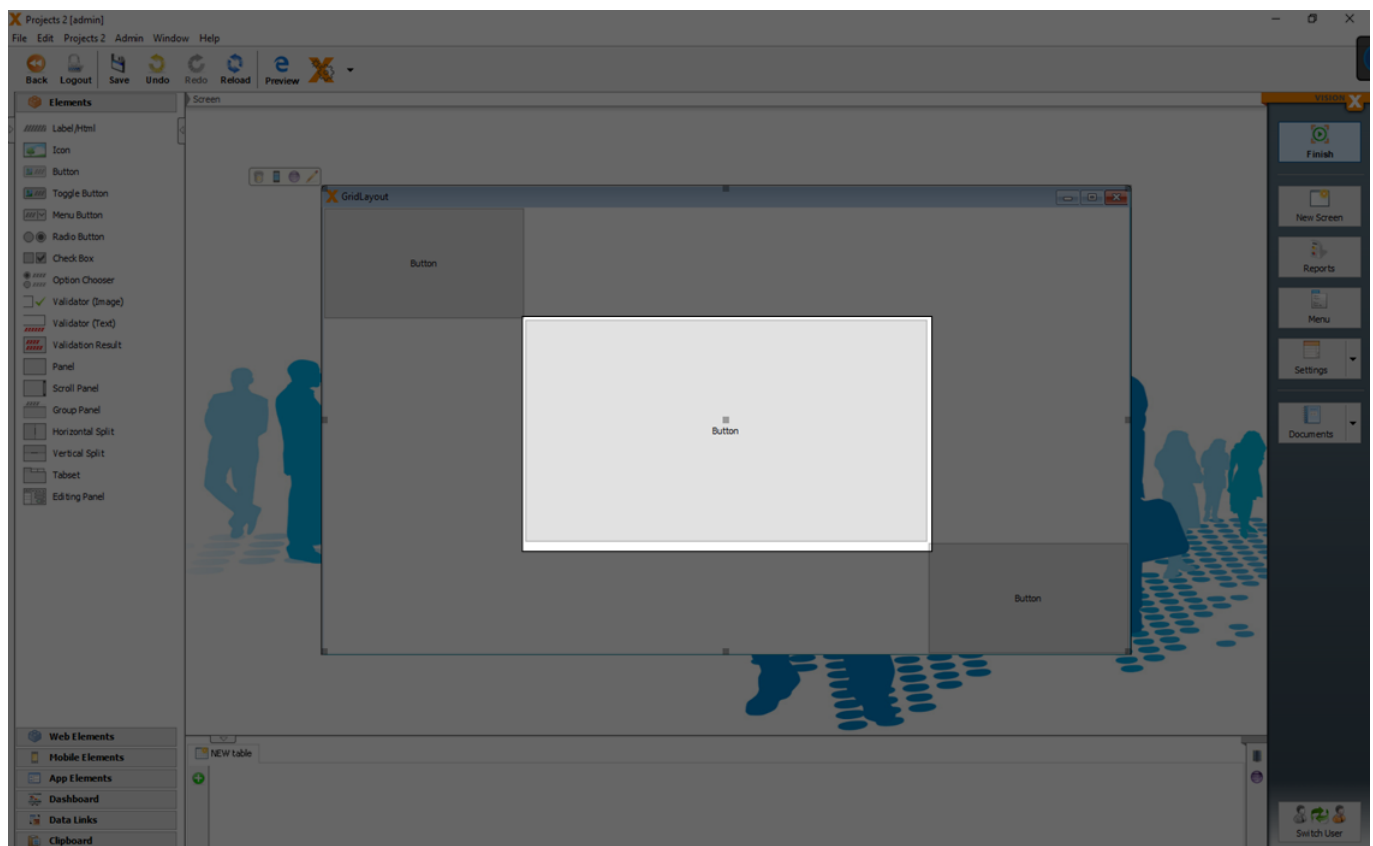 Projects 2 [admin]
File Edit Projects 2 Admin Window Help
Back Logout Save Undo Redo Reload Preview
Elements
Screen
VISION
Label/Html
Icon
Button
Toggle Button
Menu Button
Radio Button
Check Box
Option Chooser
Validator (Image)
Validator (Text)
Validation Result
Panel
Scroll Panel
Group Panel
Horizontal Split
Vertical Split
Tabset
Editing Panel
GridLayout
Button
Button
Button
Finish
New Screen
Reports
Menu
Settings
Documents
Web Elements
Mobile Elements
App Elements
Dashboard
Data Links
Clipboard
NEW table
Switch User